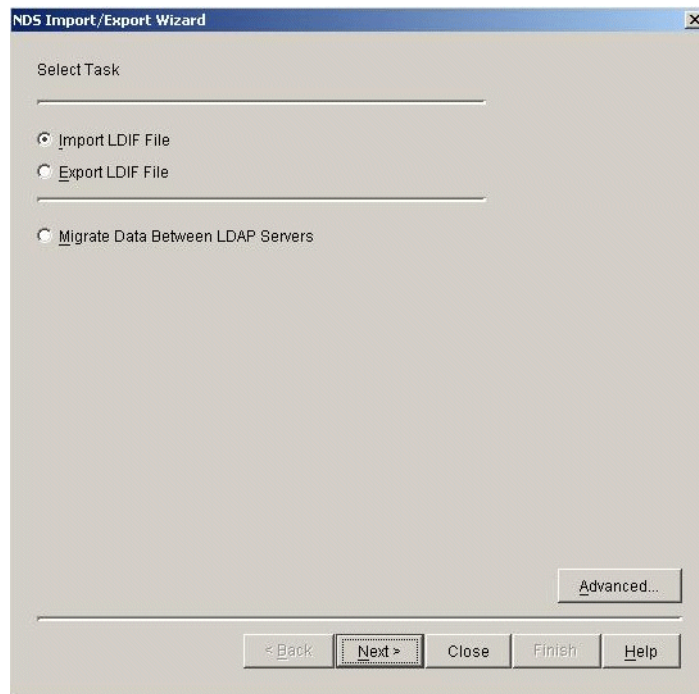 NDS Import/Export Wizard
Select Task
Import LDIF File
Export LDIF File
Migrate Data Between LDAP Servers
Advanced...
< Back Next > Close Finish Help